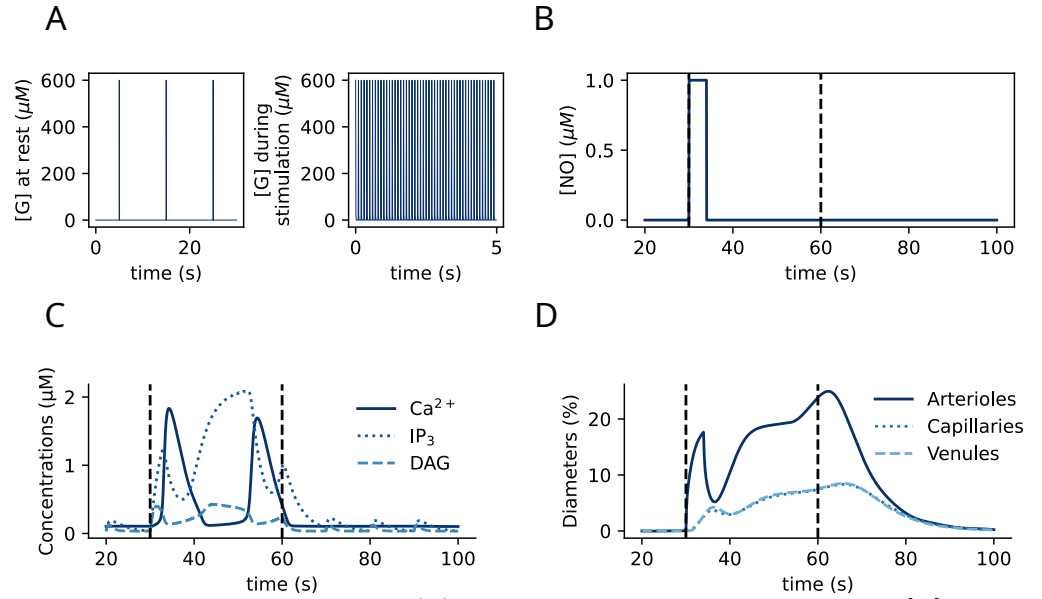 A
B
[G] at rest (μM)
600
400
200
0
0
20
time (s)
[G] during
stimulation (μM)
600
400
200
0
0
5
time (s)
[NO] (μM)
1.0
0.5
0.0
20
40
60
80
100
time (s)
C
D
Concentrations (μM)
2
1
0
20
40
60
80
100
time (s)
Ca²⁺
IP₃
DAG
Diameters (%)
20
10
0
20
40
60
80
100
time (s)
Arterioles
Capillaries
Venules